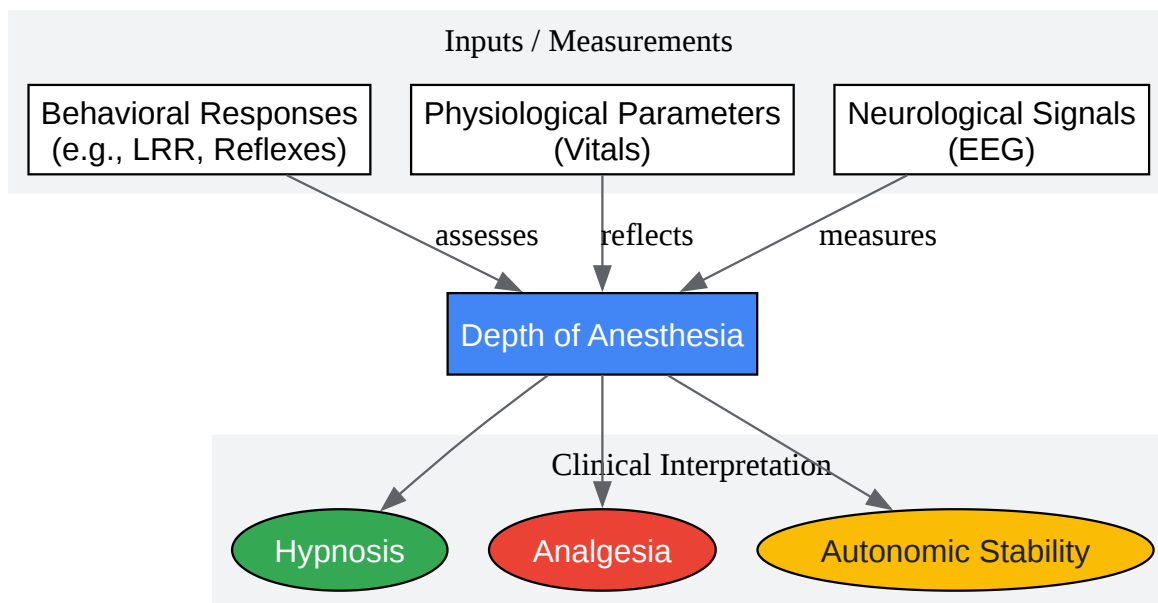 Inputs / Measurements
Behavioral Responses
(e.g., LRR, Reflexes)
Physiological Parameters
(Vitals)
Neurological Signals
(EEG)
assesses
reflects
measures
Depth of Anesthesia
Clinical Interpretation
Hypnosis
Analgesia
Autonomic Stability